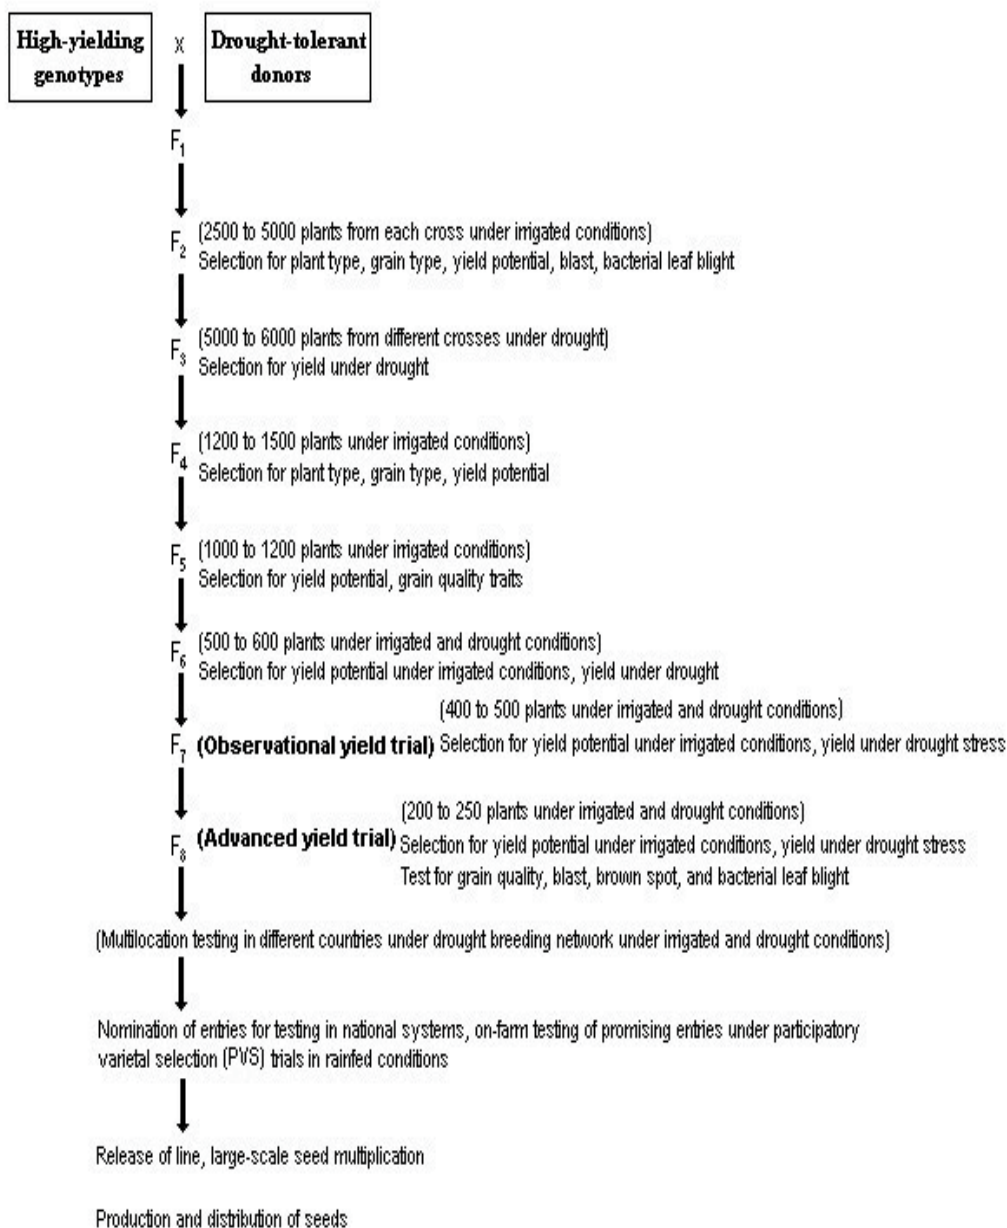 High-yielding genotypes x Drought-tolerant donors
F1
F2 (2500 to 5000 plants from each cross under irrigated conditions)
Selection for plant type, grain type, yield potential, blast, bacterial leaf blight
F3 (5000 to 6000 plants from different crosses under drought)
Selection for yield under drought
F4 (1200 to 1500 plants under irrigated conditions)
Selection for plant type, grain type, yield potential
F5 (1000 to 1200 plants under irrigated conditions)
Selection for yield potential, grain quality traits
F6 (500 to 600 plants under irrigated and drought conditions)
Selection for yield potential under irrigated conditions, yield under drought
(400 to 500 plants under irrigated and drought conditions)
F7 (Observational yield trial) Selection for yield potential under irrigated conditions, yield under drought stress
(200 to 250 plants under irrigated and drought conditions)
F8 (Advanced yield trial) Selection for yield potential under irrigated conditions, yield under drought stress
Test for grain quality, blast, brown spot, and bacterial leaf blight
(Multilocation testing in different countries under drought breeding network under irrigated and drought conditions)
Nomination of entries for testing in national systems, on-farm testing of promising entries under participatory
varietal selection (PVS) trials in rainfed conditions
Release of line, large-scale seed multiplication
Production and distribution of seeds